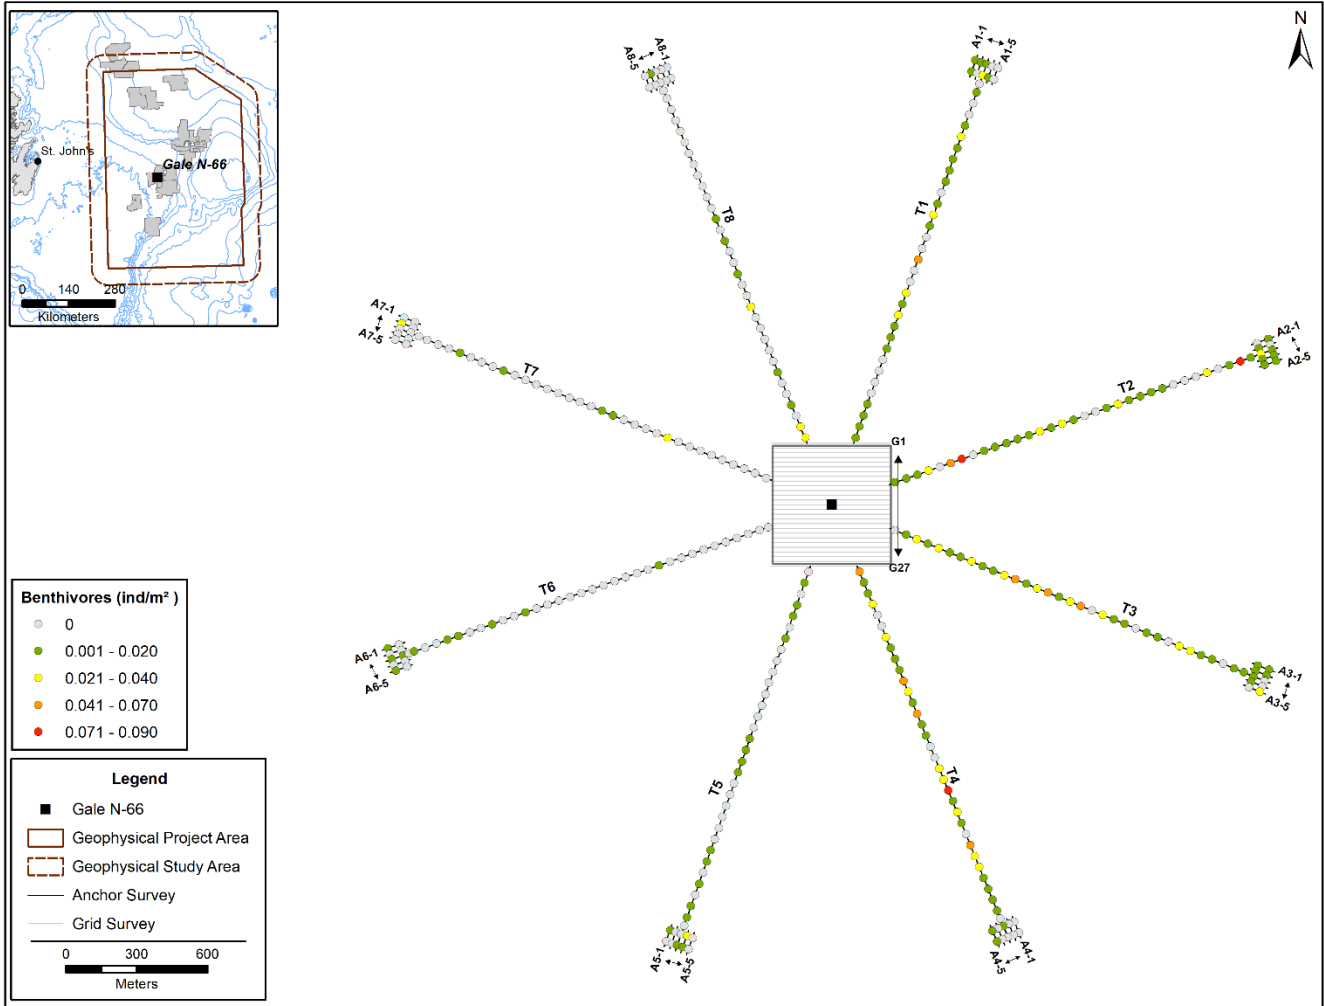 St. John's
Gale N-66
0 140 280
Kilometers
N
A8-1
A8-5
A1-1
A1-5
T8
T1
A7-1
A7-5
T7
A2-1
A2-5
T2
G1
G27
T6
A6-1
A6-5
T3
A3-1
A3-5
T5
T4
A5-1
A5-5
A4-1
A4-5
Benthivores (ind/m² )
0
0.001 - 0.020
0.021 - 0.040
0.041 - 0.070
0.071 - 0.090
Legend
Gale N-66
Geophysical Project Area
Geophysical Study Area
Anchor Survey
Grid Survey
0 300 600
Meters